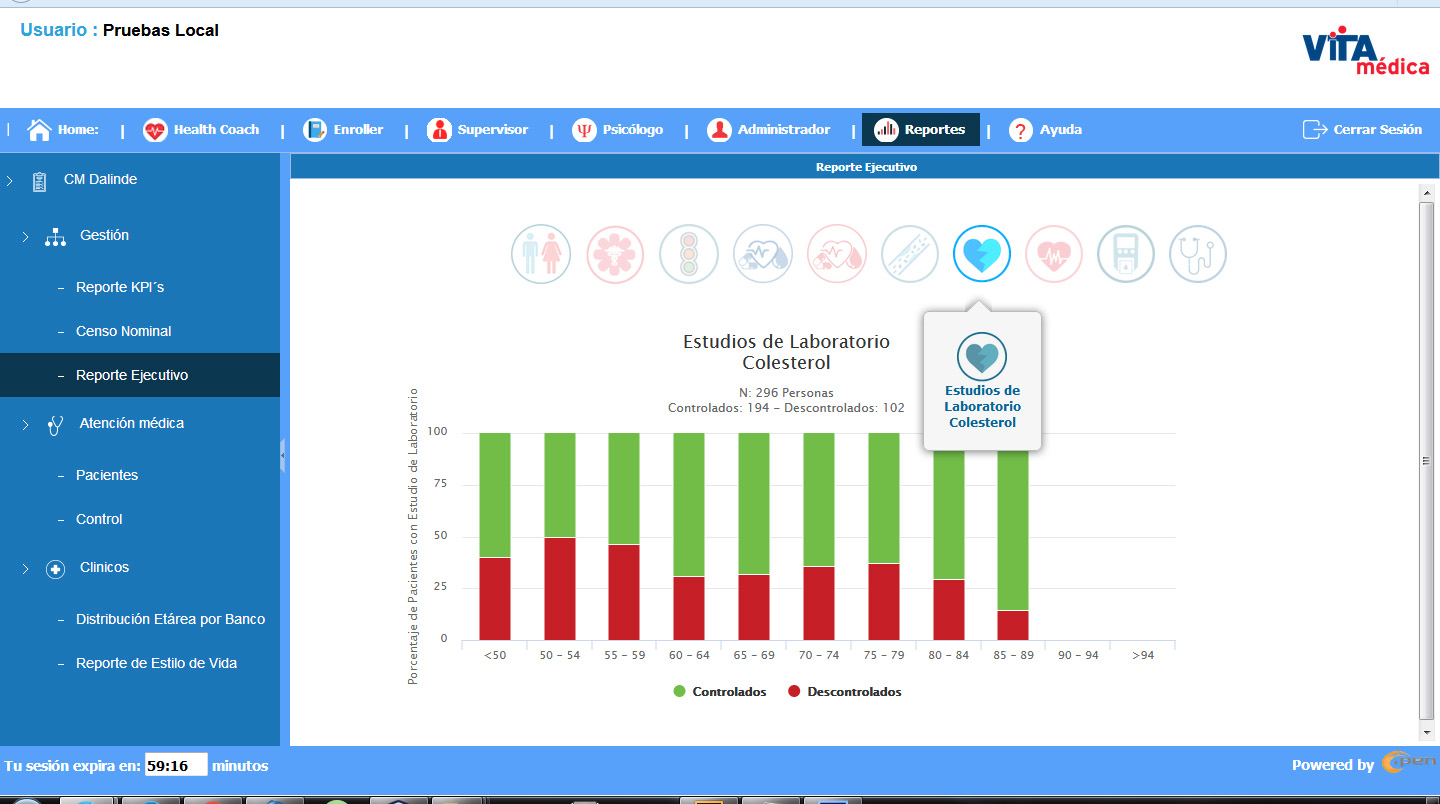 Usuario : Pruebas Local
VITA
médica
Home:
Health Coach
Enroller
Supervisor
Psicólogo
Administrador
Reportes
Ayuda
Cerrar Sesión
CM Dalinde
Gestión
Reporte KPI´s
Censo Nominal
Reporte Ejecutivo
Atención médica
Pacientes
Control
Clinicos
Distribución Etárea por Banco
Reporte de Estilo de Vida
Reporte Ejecutivo
Estudios de Laboratorio
Colesterol
N: 296 Personas
Controlados: 194 - Descontrolados: 102
Estudios de
Laboratorio
Colesterol
Porcentaje de Pacientes con Estudio de Laboratorio
100
75
50
25
0
<50
50 - 54
55 - 59
60 - 64
65 - 69
70 - 74
75 - 79
80 - 84
85 - 89
90 - 94
>94
Controlados
Descontrolados
Tu sesión expira en: 59:16 minutos
Powered by Open